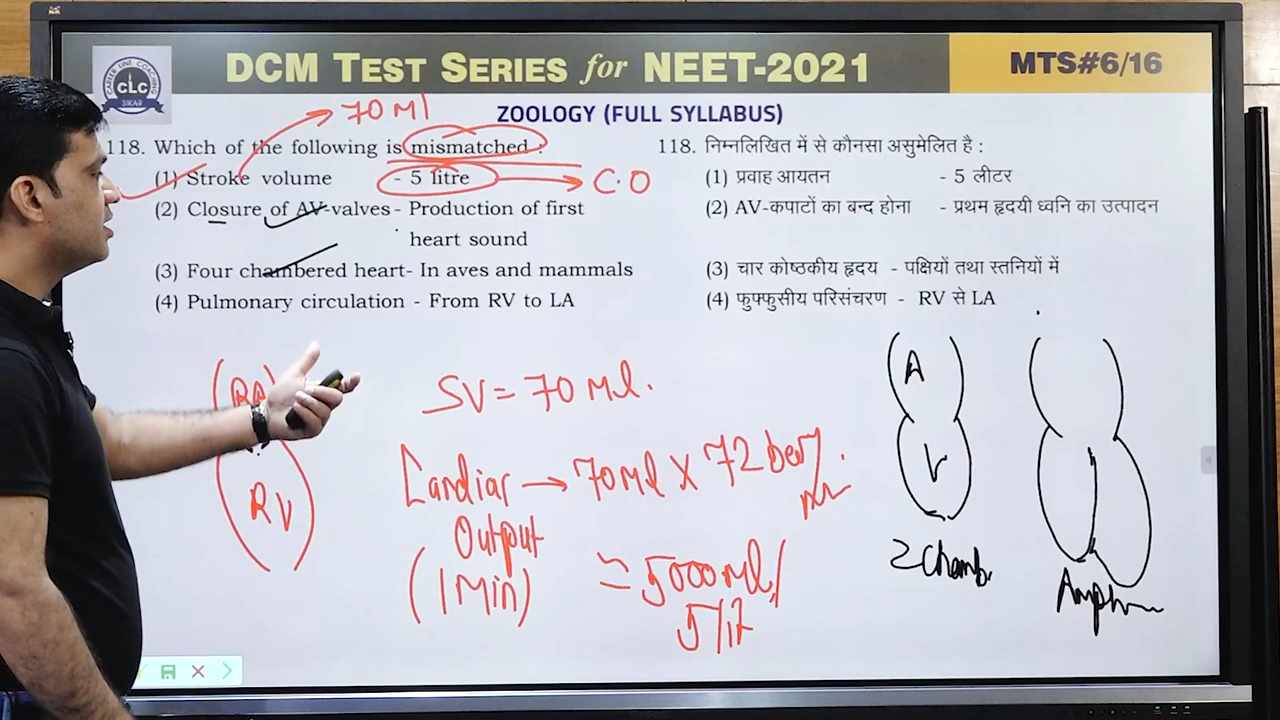 CAREER LINE COACHING
CLC
SIKAR
DCM TEST SERIES for NEET-2021
MTS#6/16
ZOOLOGY (FULL SYLLABUS)
70 Ml
118. Which of the following is mismatched :
(1) Stroke volume - 5 litre
C.O
(2) Closure of AV-valves - Production of first
heart sound
(3) Four chambered heart- In aves and mammals
(4) Pulmonary circulation - From RV to LA
118. निम्नलिखित में से कौनसा असुमेलित है :
(1) प्रवाह आयतन - 5 लीटर
(2) AV-कपाटों का बन्द होना - प्रथम हृदयी ध्वनि का उत्पादन
(3) चार कोष्ठकीय हृदय - पक्षियों तथा स्तनियों में
(4) फुफ्फुसीय परिसंचरण - RV से LA
RA
RV
SV = 70 Ml.
→ 70 Ml X 72
Output
(1 Min)
≃ 5000 Ml/
A
V
2 Chamb.